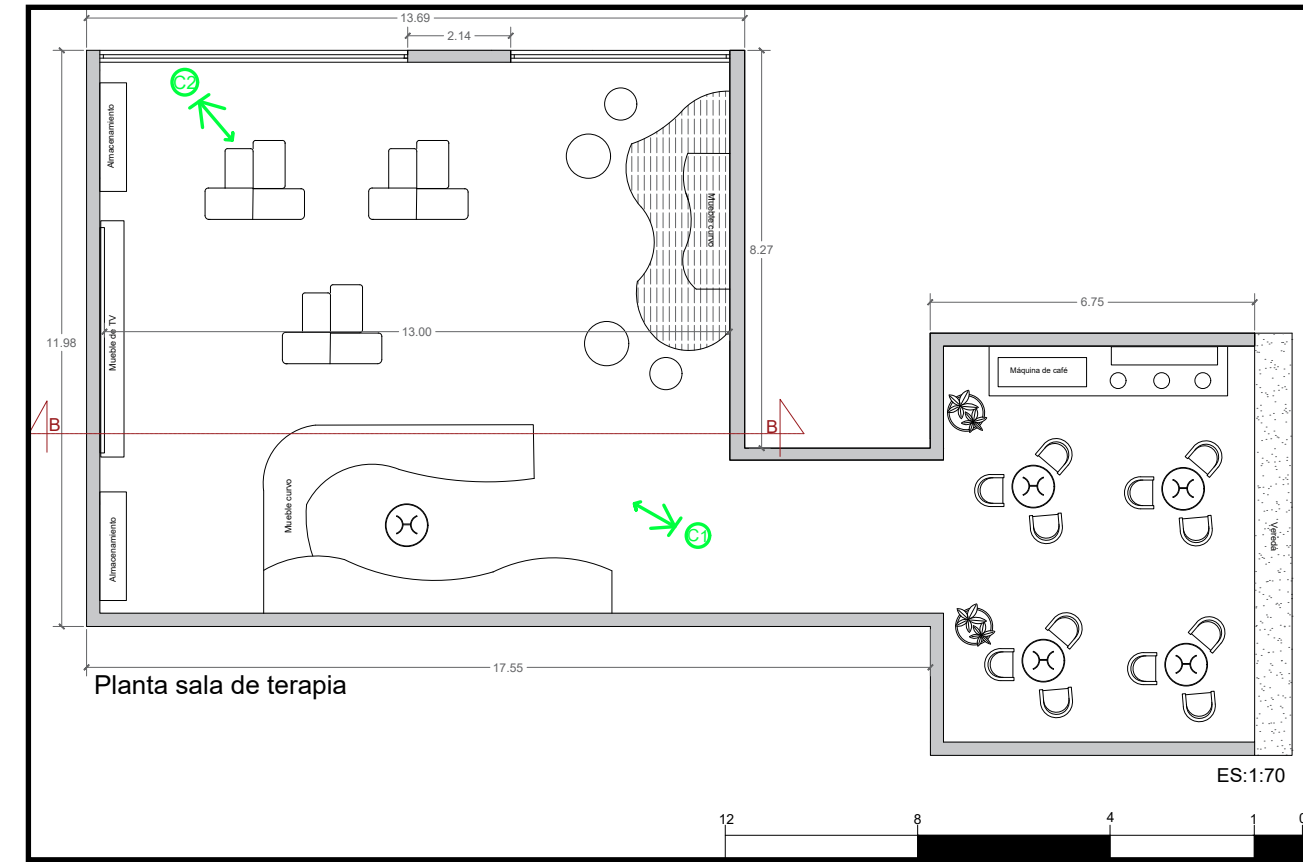 13.69
2.14
C2
Almacenamiento
Mueble curvo
8.27
6.75
13.00
11.98
Mueble de TV
Máquina de café
B
B
Mueble curvo
Almacenamiento
C1
Vereda
17.55
Planta sala de terapia
ES:1:70
12
8
4
1
0